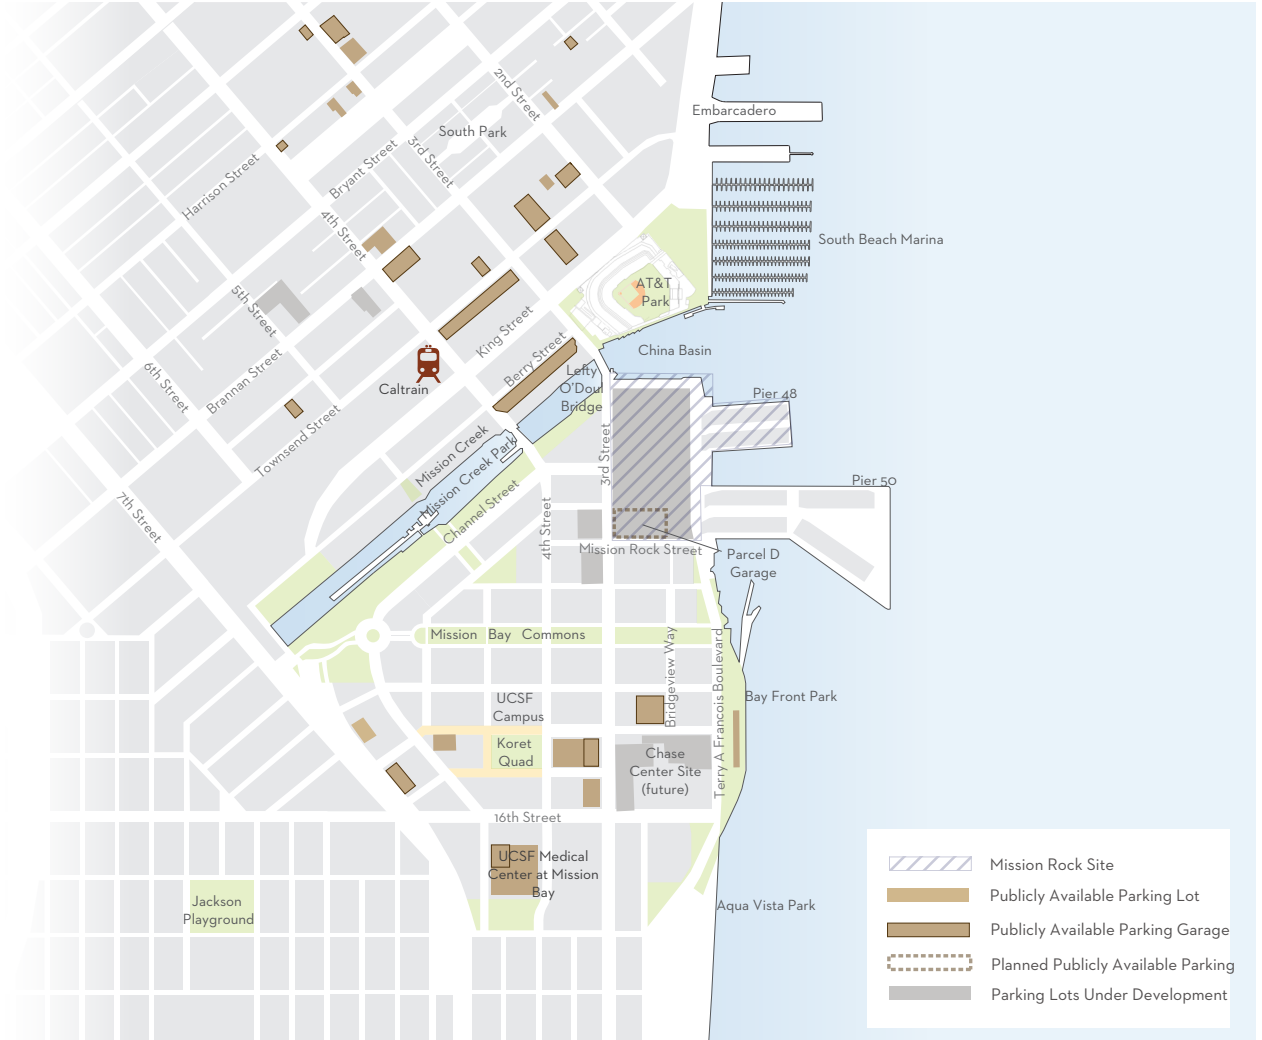 2nd Street
Embarcadero
South Park
3rd Street
Bryant Street
Harrison Street
4th Street
South Beach Marina
AT&T
Park
5th Street
King Street
China Basin
Berry Street
Lefty
O'Doul
Bridge
6th Street
Brannan Street
Caltrain
Pier 48
Townsend Street
Mission Creek
Mission Creek Park
3rd Street
Pier 50
7th Street
Channel Street
4th Street
Mission Rock Street
Parcel D
Garage
Mission Bay Commons
Bridgeview Way
Terry A Francois Boulevard
Bay Front Park
UCSF
Campus
Koret
Quad
Chase
Center Site
(future)
16th Street
UCSF Medical
Center at Mission
Bay
Jackson
Playground
Aqua Vista Park
Mission Rock Site
Publicly Available Parking Lot
Publicly Available Parking Garage
Planned Publicly Available Parking
Parking Lots Under Development